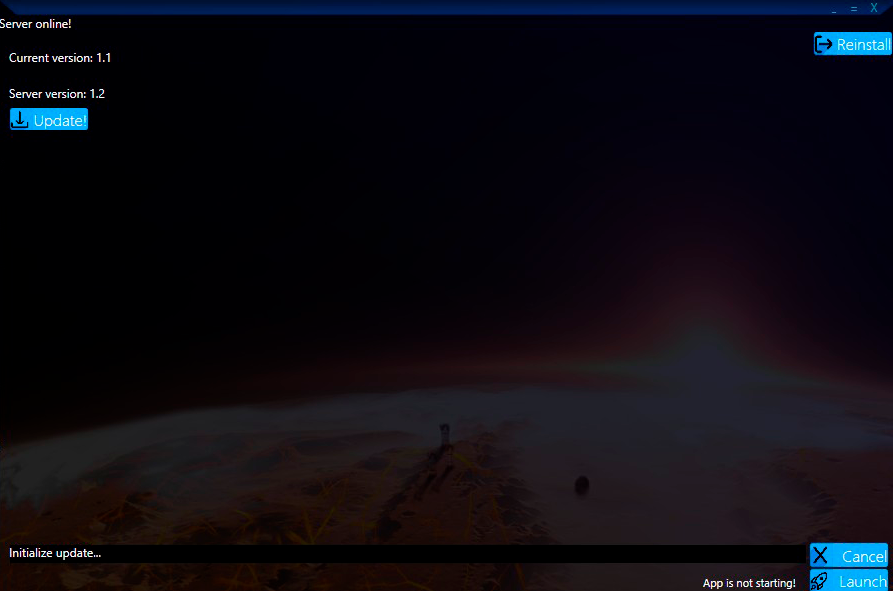 _ = X
Server online!
Reinstall
Current version: 1.1
Server version: 1.2
Update!
Initialize update...
Cancel
App is not starting!
Launch